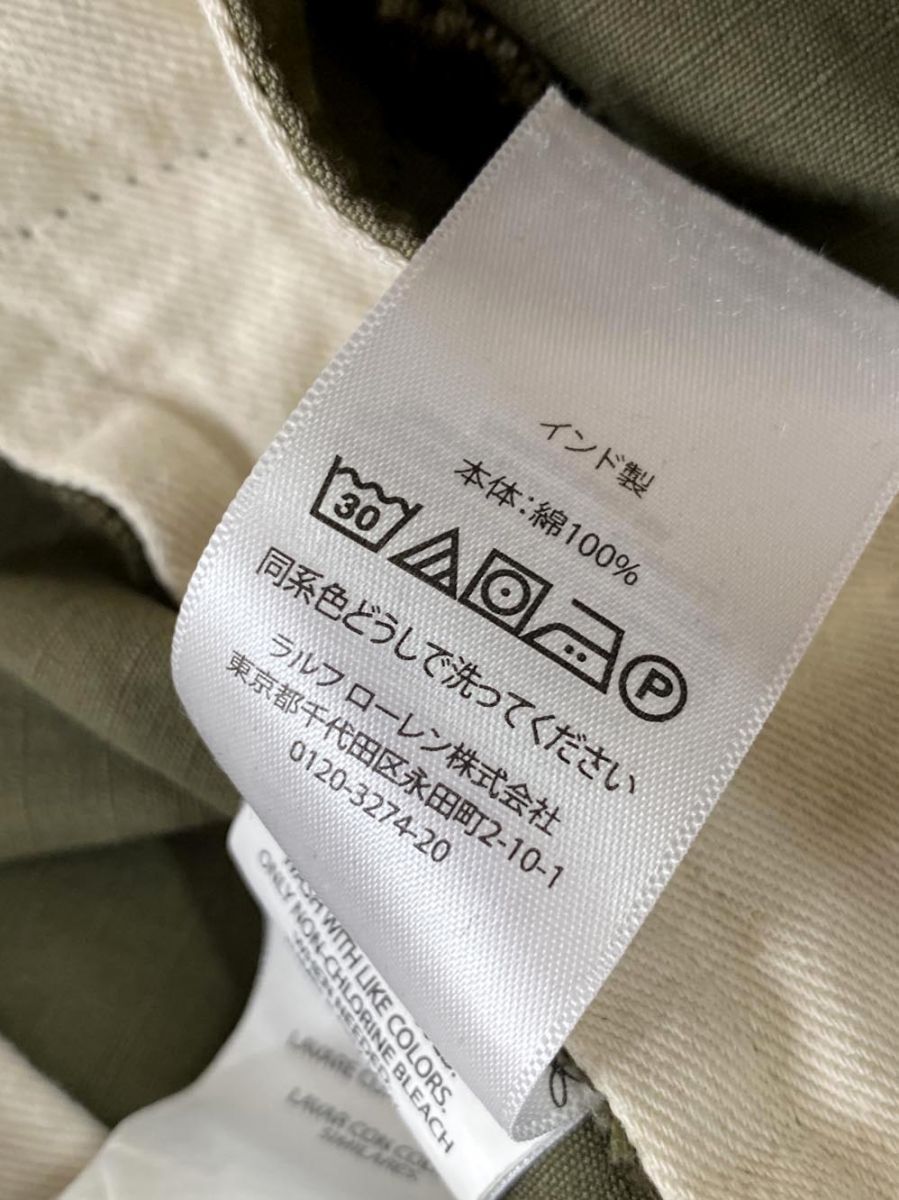 インド製
本体:綿100%
30
P
同系色どうしで洗ってください
ラルフ ローレン株式会社
東京都千代田区永田町2-10-1
0120-3274-20
WITH LIKE COLORS.
ONLY NON-CHLORINE BLEACH
WHEN NEEDED.
LAVAR CON